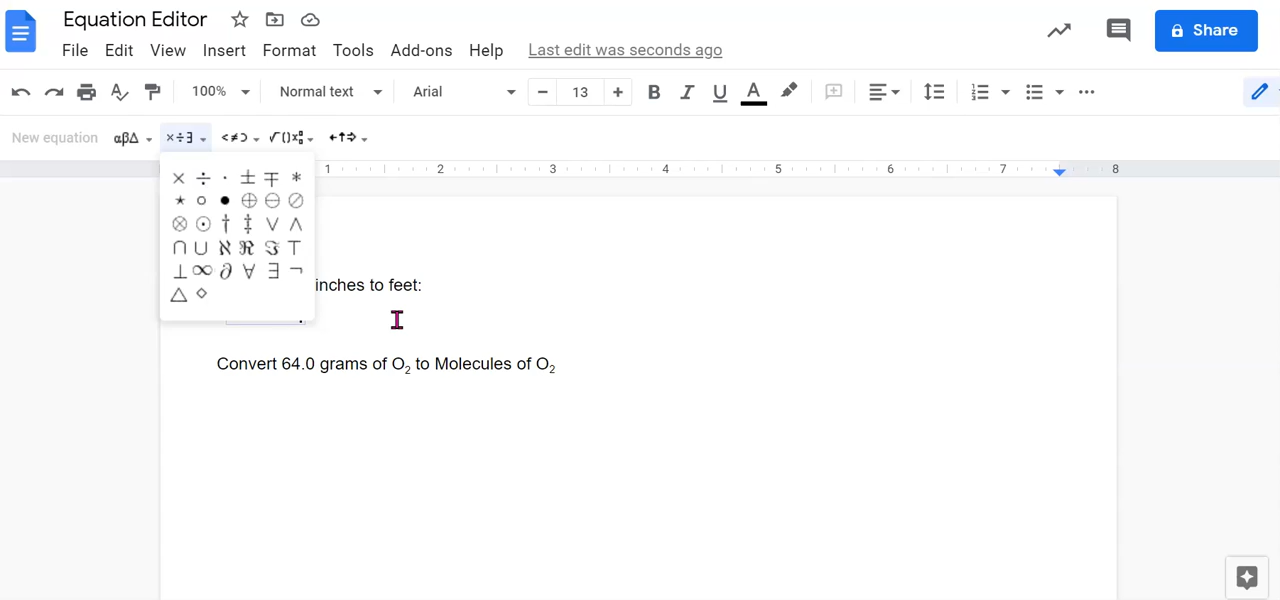 Equation Editor
File Edit View Insert Format Tools Add-ons Help Last edit was seconds ago
Share
100% Normal text Arial − 13 + B I U A
New equation αβΔ ×÷∃ <≠⊃ √()x ←↑⇒
× ÷ · ± ∓ *
⋆ ○ ● ⊕ ⊖ ⊘
⊗ ⊙ † ‡ ∨ ∧
∩ ∪ ℵ ℜ ℑ ⊤
⊥ ∞ ∂ ∀ ∃ ¬
△ ◇
1 2 3 4 5 6 7 8
inches to feet:
Convert 64.0 grams of O₂ to Molecules of O₂